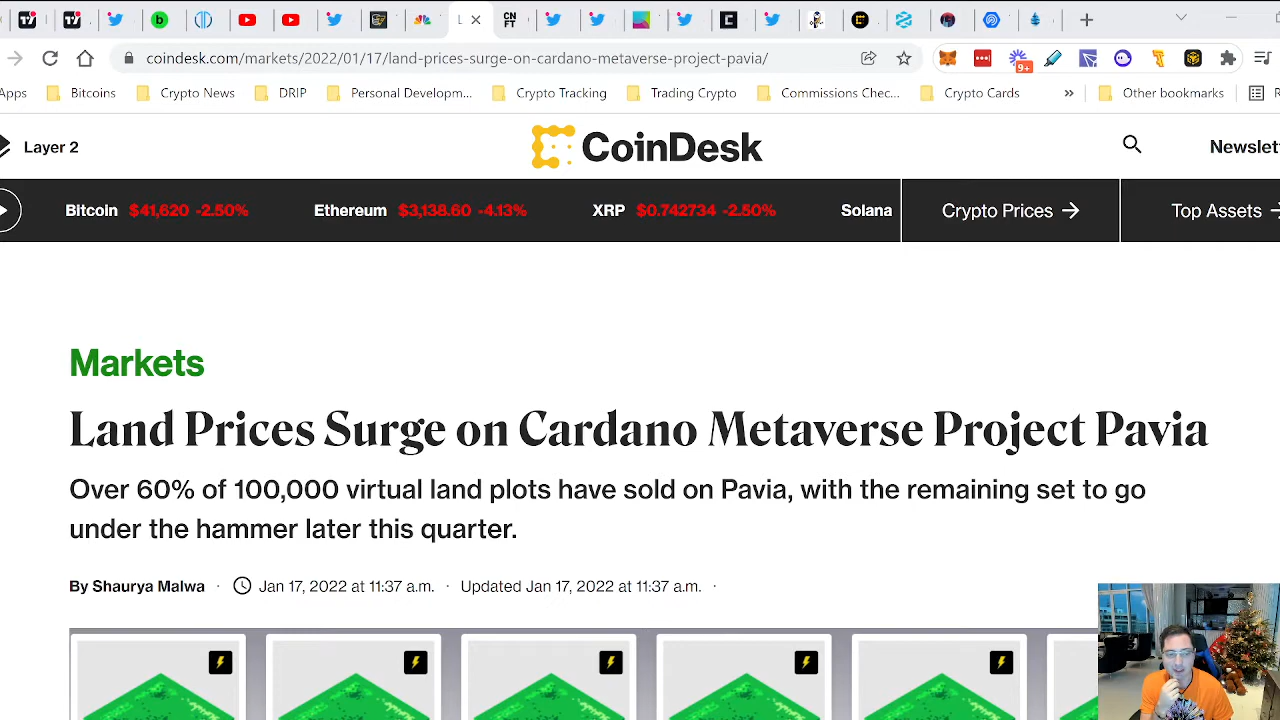 coindesk.com/markets/2022/01/17/land-prices-surge-on-cardano-metaverse-project-pavia/
9+
Apps Bitcoins Crypto News DRIP Personal Developm... Crypto Tracking Trading Crypto Commissions Chec... Crypto Cards » Other bookmarks
Layer 2 CoinDesk Newslet
Bitcoin $41,620 -2.50% Ethereum $3,138.60 -4.13% XRP $0.742734 -2.50% Solana Crypto Prices → Top Assets →
Markets
Land Prices Surge on Cardano Metaverse Project Pavia
Over 60% of 100,000 virtual land plots have sold on Pavia, with the remaining set to go
under the hammer later this quarter.
By Shaurya Malwa · Jan 17, 2022 at 11:37 a.m. · Updated Jan 17, 2022 at 11:37 a.m. ·